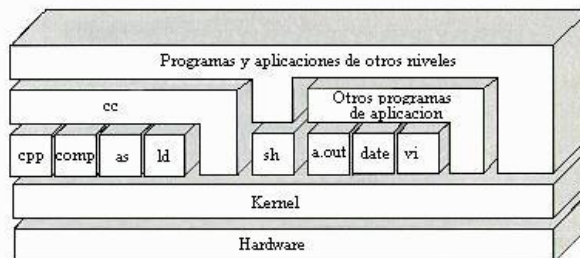 Programas y aplicaciones de otros niveles
cc
Otros programas
de aplicacion
cpp comp as ld sh a.out date vi
Kernel
Hardware